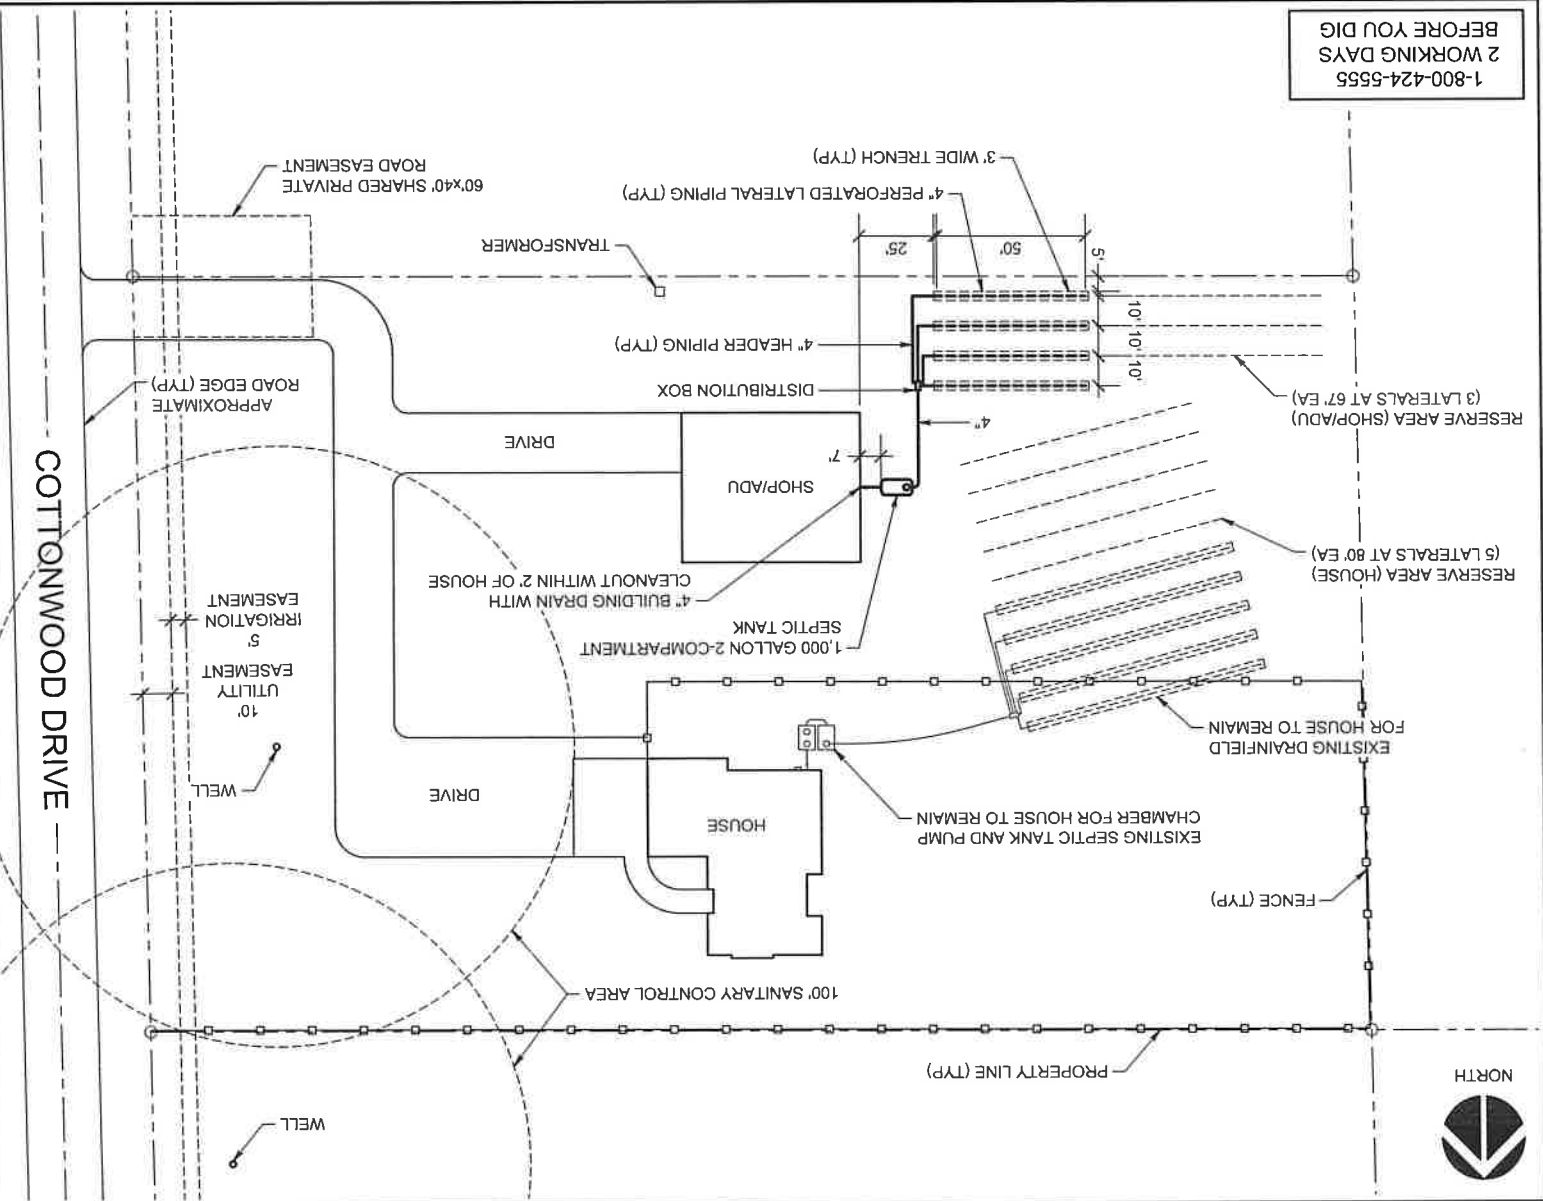 NORTH
WELL
PROPERTY LINE (TYP)
100' SANITARY CONTROL AREA
FENCE (TYP)
EXISTING SEPTIC TANK AND PUMP
CHAMBER FOR HOUSE TO REMAIN
HOUSE
DRIVE
WELL
EXISTING DRAINFIELD
FOR HOUSE TO REMAIN
10'
UTILITY
EASEMENT
5'
IRRIGATION
EASEMENT
COTTONWOOD DRIVE
1,000 GALLON 2-COMPARTMENT
SEPTIC TANK
4" BUILDING DRAIN WITH
CLEANOUT WITHIN 2' OF HOUSE
RESERVE AREA (HOUSE)
(5 LATERALS AT 80' EA)
SHOP/ADU
7'
DRIVE
4"
RESERVE AREA (SHOP/ADU)
(3 LATERALS AT 67' EA)
APPROXIMATE
ROAD EDGE (TYP)
DISTRIBUTION BOX
4" HEADER PIPING (TYP)
10'
10'
10'
5'
50'
25'
TRANSFORMER
4" PERFORATED LATERAL PIPING (TYP)
3' WIDE TRENCH (TYP)
60'x40' SHARED PRIVATE
ROAD EASEMENT
1-800-424-5555
2 WORKING DAYS
BEFORE YOU DIG